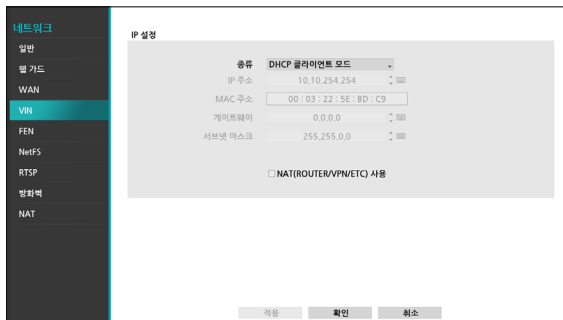 네트워크
일반
웹 가드
WAN
VIN
FEN
NetFS
RTSP
방화벽
NAT
IP 설정
종류 DHCP 클라이언트 모드
IP 주소 10,10,254,254
MAC 주소 00 : 03 : 22 : 5E : BD : C9
게이트웨이 0,0,0,0
서브넷 마스크 255,255,0,0
NAT(ROUTER/VPN/ETC) 사용
적용 확인 취소